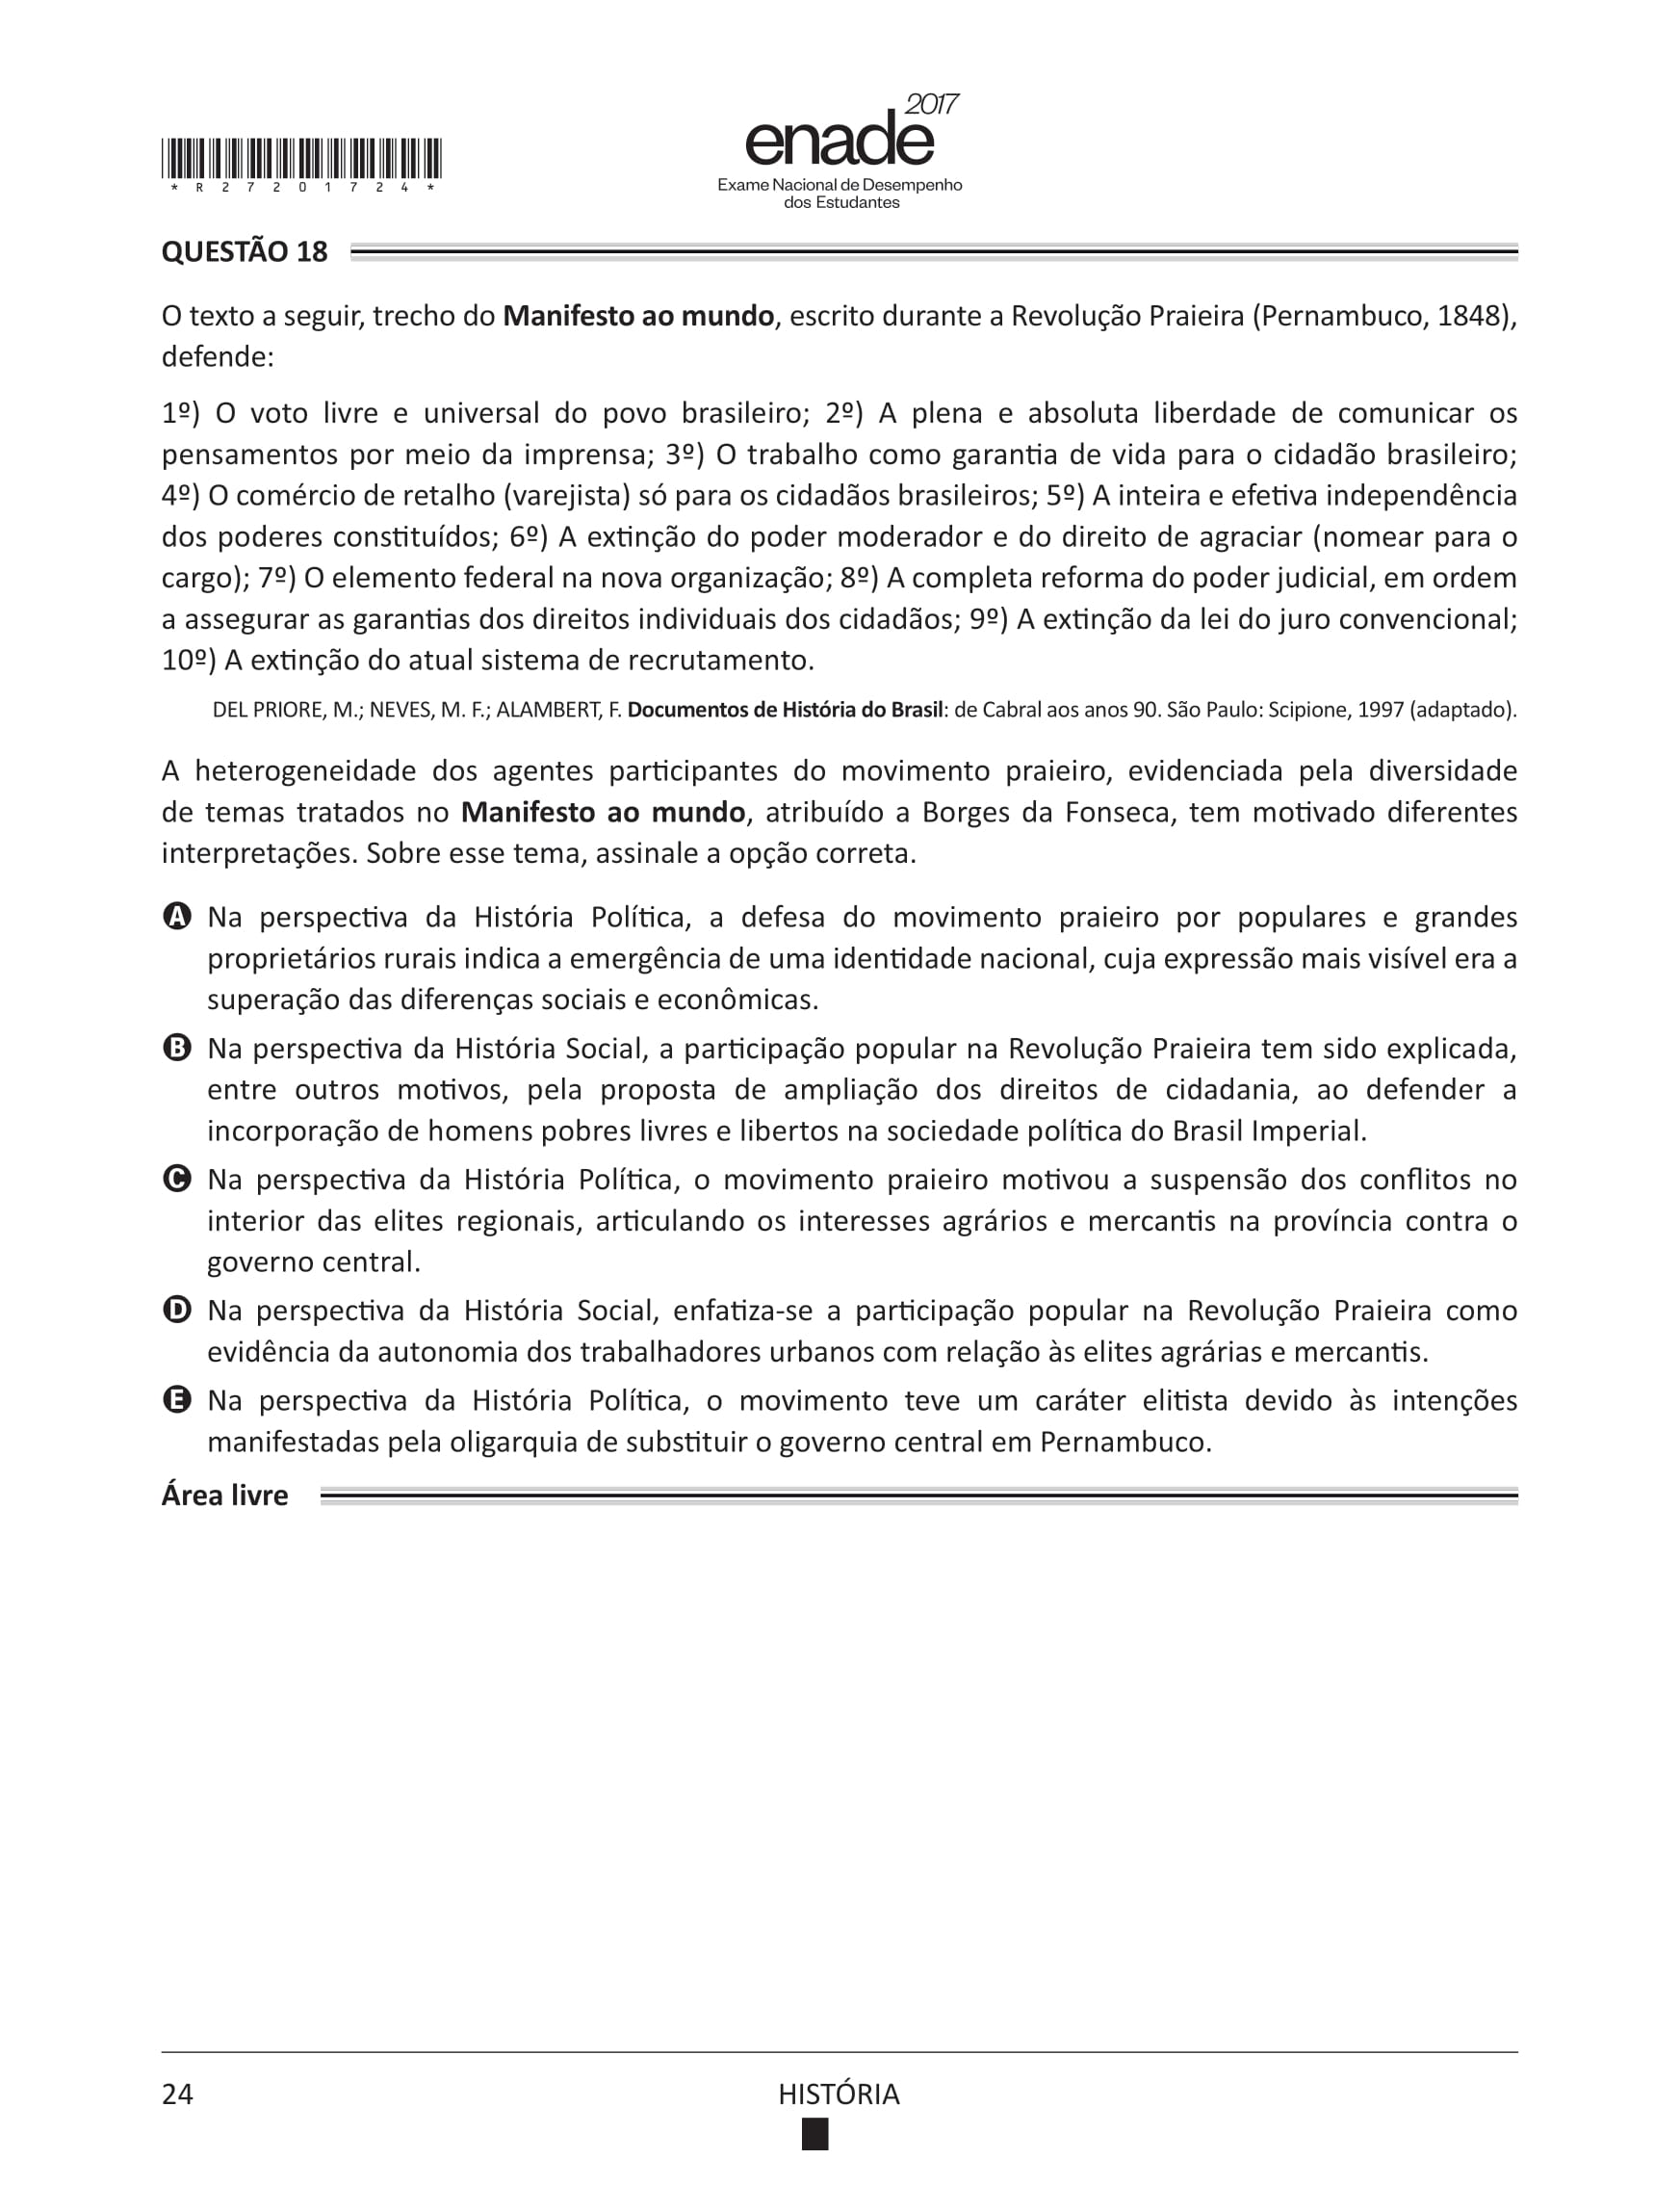 * R 2 7 2 0 1 7 2 4 *
2017
enade
Exame Nacional de Desempenho
dos Estudantes
QUESTÃO 18
O texto a seguir, trecho do Manifesto ao mundo, escrito durante a Revolução Praieira (Pernambuco, 1848),
defende:
1º) O voto livre e universal do povo brasileiro; 2º) A plena e absoluta liberdade de comunicar os
pensamentos por meio da imprensa; 3º) O trabalho como garantia de vida para o cidadão brasileiro;
4º) O comércio de retalho (varejista) só para os cidadãos brasileiros; 5º) A inteira e efetiva independência
dos poderes constituídos; 6º) A extinção do poder moderador e do direito de agraciar (nomear para o
cargo); 7º) O elemento federal na nova organização; 8º) A completa reforma do poder judicial, em ordem
a assegurar as garantias dos direitos individuais dos cidadãos; 9º) A extinção da lei do juro convencional;
10º) A extinção do atual sistema de recrutamento.
DEL PRIORE, M.; NEVES, M. F.; ALAMBERT, F. Documentos de História do Brasil: de Cabral aos anos 90. São Paulo: Scipione, 1997 (adaptado).
A heterogeneidade dos agentes participantes do movimento praieiro, evidenciada pela diversidade
de temas tratados no Manifesto ao mundo, atribuído a Borges da Fonseca, tem motivado diferentes
interpretações. Sobre esse tema, assinale a opção correta.
A Na perspectiva da História Política, a defesa do movimento praieiro por populares e grandes
proprietários rurais indica a emergência de uma identidade nacional, cuja expressão mais visível era a
superação das diferenças sociais e econômicas.
B Na perspectiva da História Social, a participação popular na Revolução Praieira tem sido explicada,
entre outros motivos, pela proposta de ampliação dos direitos de cidadania, ao defender a
incorporação de homens pobres livres e libertos na sociedade política do Brasil Imperial.
C Na perspectiva da História Política, o movimento praieiro motivou a suspensão dos conflitos no
interior das elites regionais, articulando os interesses agrários e mercantis na província contra o
governo central.
D Na perspectiva da História Social, enfatiza-se a participação popular na Revolução Praieira como
evidência da autonomia dos trabalhadores urbanos com relação às elites agrárias e mercantis.
E Na perspectiva da História Política, o movimento teve um caráter elitista devido às intenções
manifestadas pela oligarquia de substituir o governo central em Pernambuco.
Área livre
24
HISTÓRIA